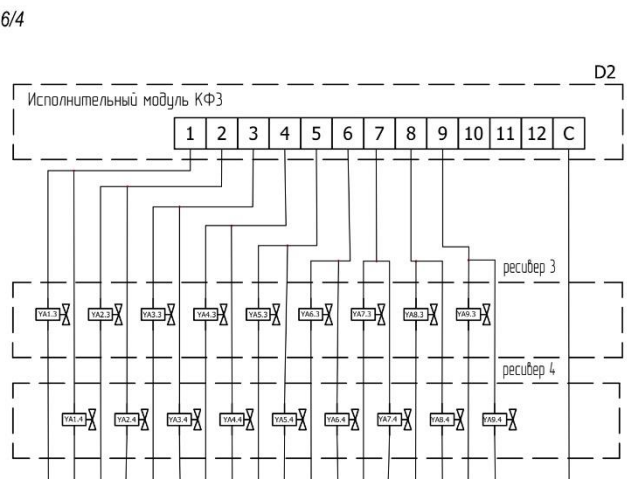 6/4
D2
Исполнительный модуль КФ3
1 2 3 4 5 6 7 8 9 10 11 12 C
ресивер 3
YA1.3 YA2.3 YA3.3 YA4.3 YA5.3 YA6.3 YA7.3 YA8.3 YA9.3
ресивер 4
YA1.4 YA2.4 YA3.4 YA4.4 YA5.4 YA6.4 YA7.4 YA8.4 YA9.4